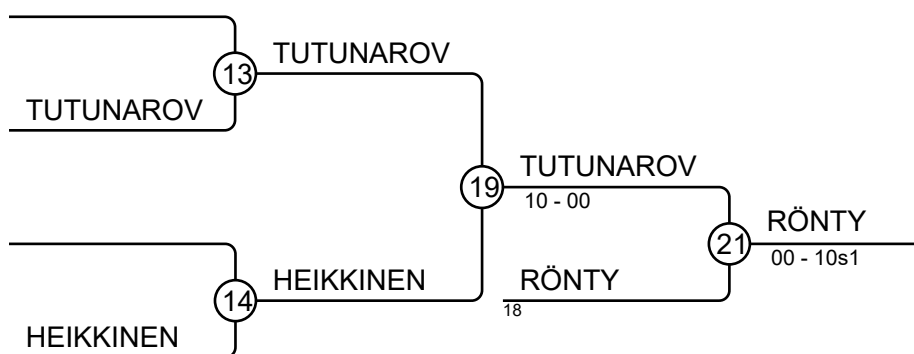 TUTUNAROV
13
TUTUNAROV
TUTUNAROV
19
10 - 00
RÖNTY
21
00 - 10s1
HEIKKINEN
RÖNTY
14
18
HEIKKINEN